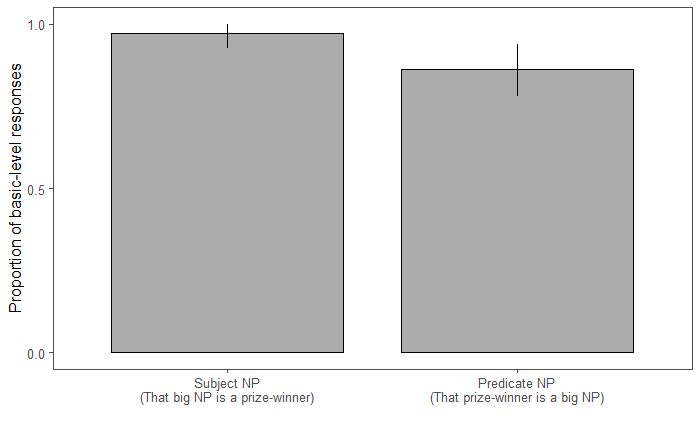 Proportion of basic-level responses
1.0
0.5
0.0
Subject NP
(That big NP is a prize-winner)
Predicate NP
(That prize-winner is a big NP)